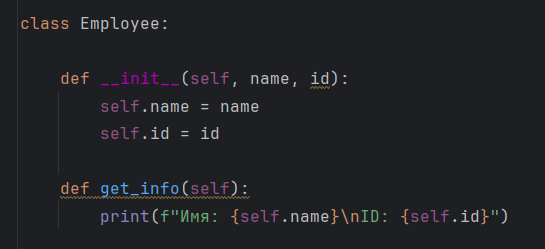 class Employee:
    def __init__(self, name, id):
        self.name = name
        self.id = id
    def get_info(self):
        print(f"Имя: {self.name}\nID: {self.id}")